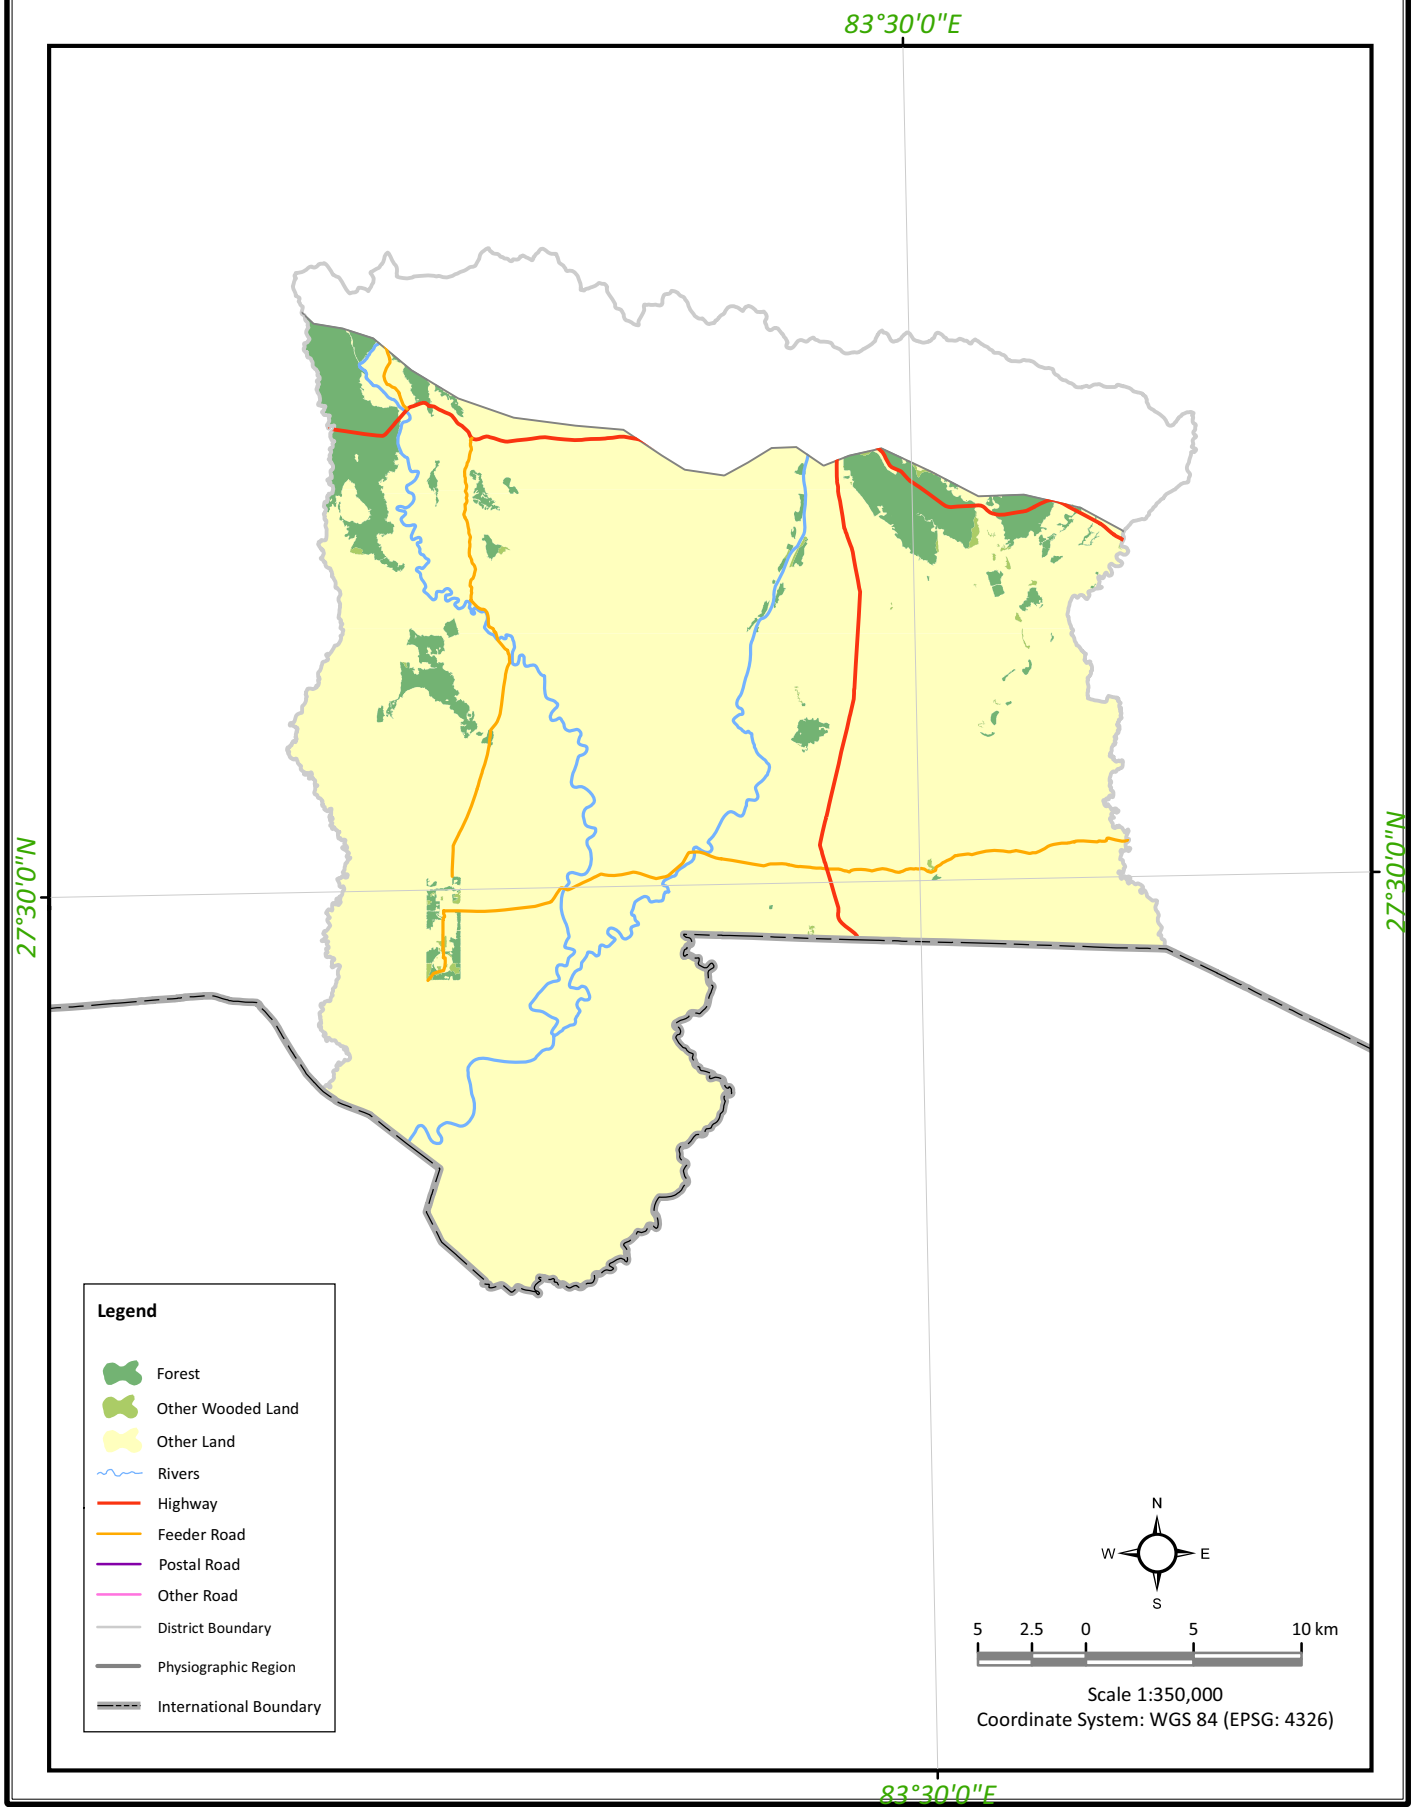 83°30'0"E
27°30'0"N
27°30'0"N
Legend
Forest
Other Wooded Land
Other Land
Rivers
Highway
Feeder Road
Postal Road
Other Road
District Boundary
Physiographic Region
International Boundary
N
W E
S
5 2.5 0 5 10 km
Scale 1:350,000
Coordinate System: WGS 84 (EPSG: 4326)
83°30'0"E